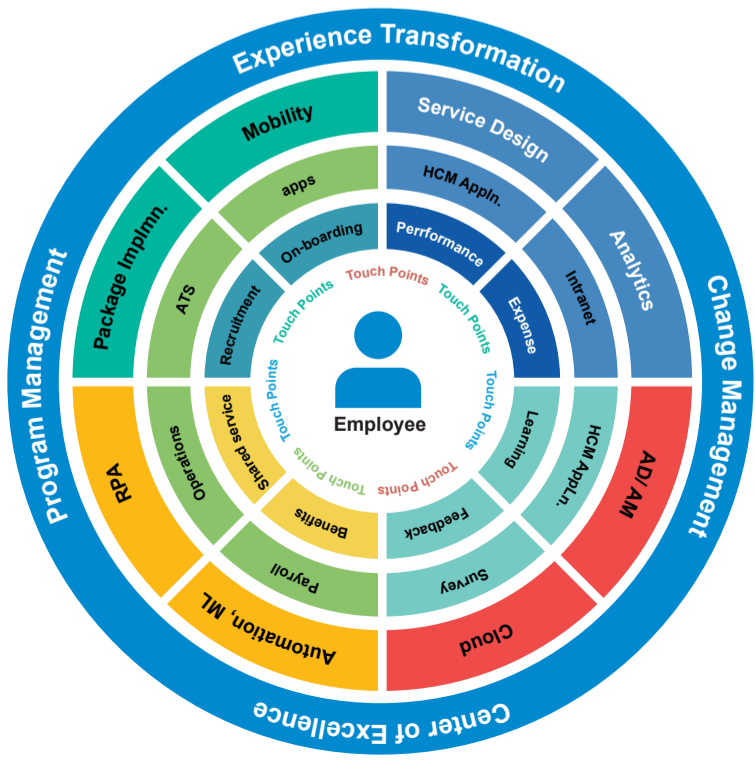 Experience Transformation
Change Management
Center of Excellence
Program Management
Mobility
Service Design
Analytics
AD/ AM
Cloud
Automation, ML
RPA
Package Implmn.
apps
HCM Appln.
Intranet
HCM AppLn.
Survey
Payroll
Operations
ATS
On-boarding
Perrformance
Expense
Learning
Feedback
Benefits
Shared service
Recruitment
Touch Points
Touch Points
Touch Points
Touch Points
Touch Points
Touch Points
Touch Points
Employee